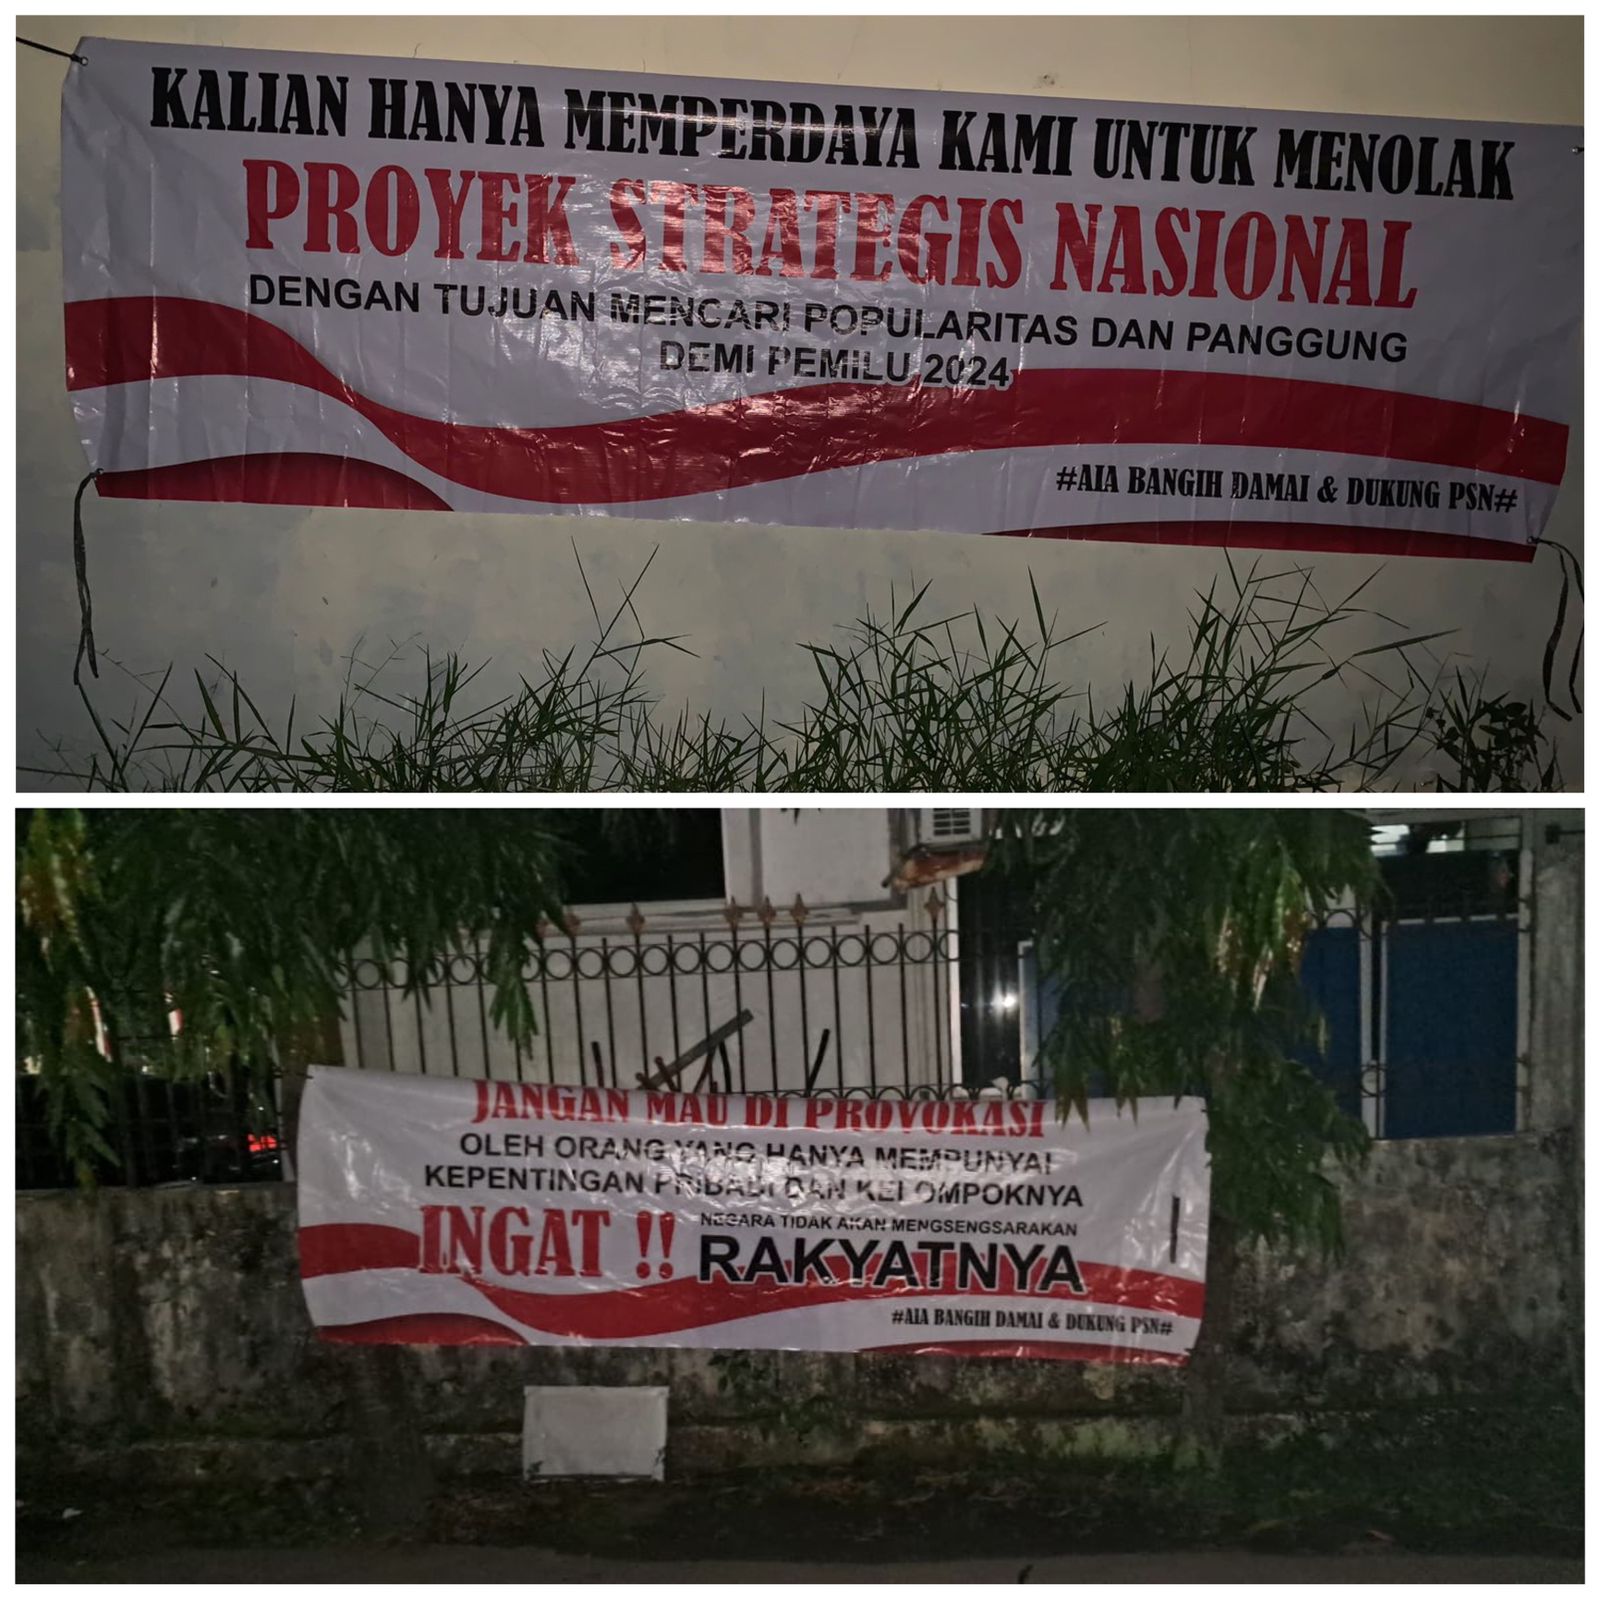 KALIAN HANYA MEMPERDAYA KAMI UNTUK MENOLAK
PROYEK STRATEGIS NASIONAL
DENGAN TUJUAN MENCARI POPULARITAS DAN PANGGUNG
DEMI PEMILU 2024
#AIA BANGIH DAMAI & DUKUNG PSN#
JANGAN MAU DI PROVOKASI
OLEH ORANG YANG HANYA MEMPUNYAI
KEPENTINGAN PRIBADI DAN KELOMPOKNYA
INGAT !! NEGARA TIDAK AKAN MENGSENGSARAKAN
RAKYATNYA
#AIA BANGIH DAMAI & DUKUNG PSN#